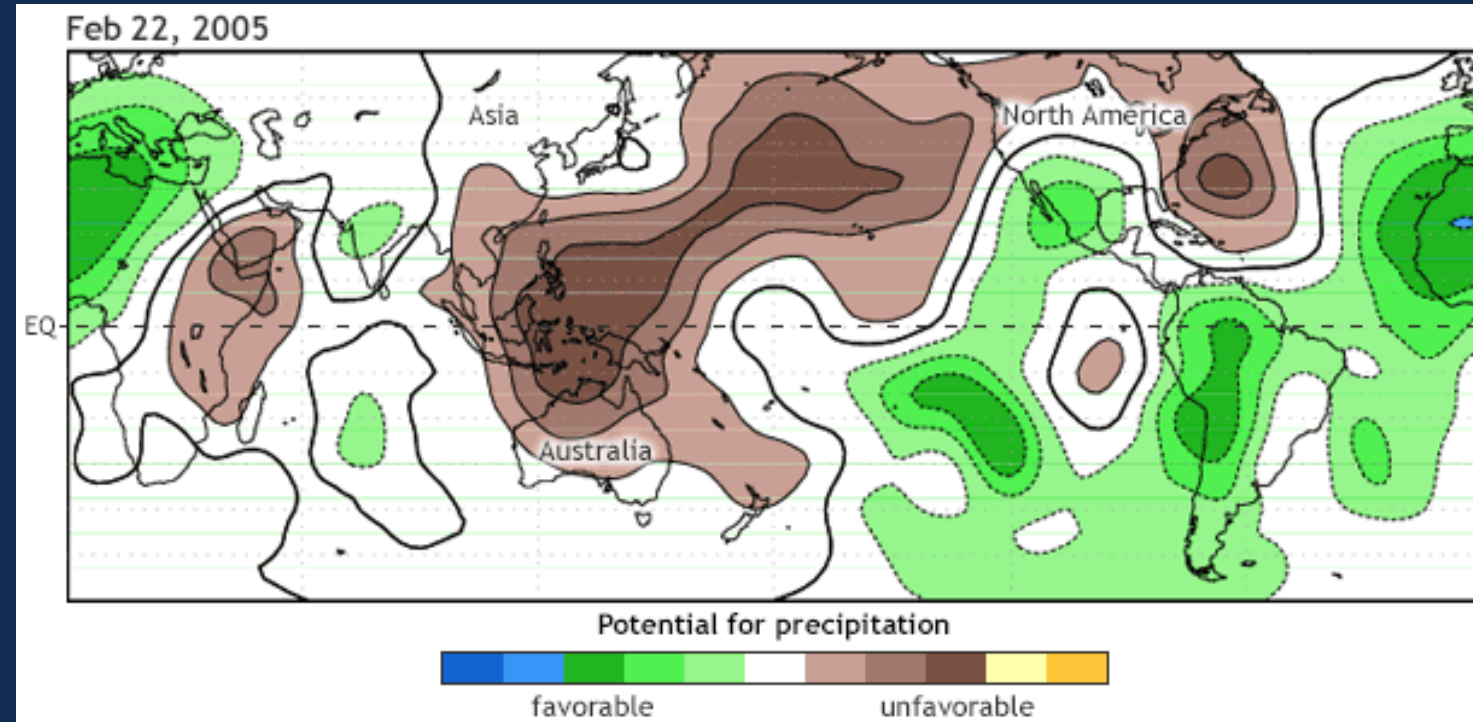 Feb 22, 2005
Asia
North America
EQ
Australia
Potential for precipitation
favorable
unfavorable